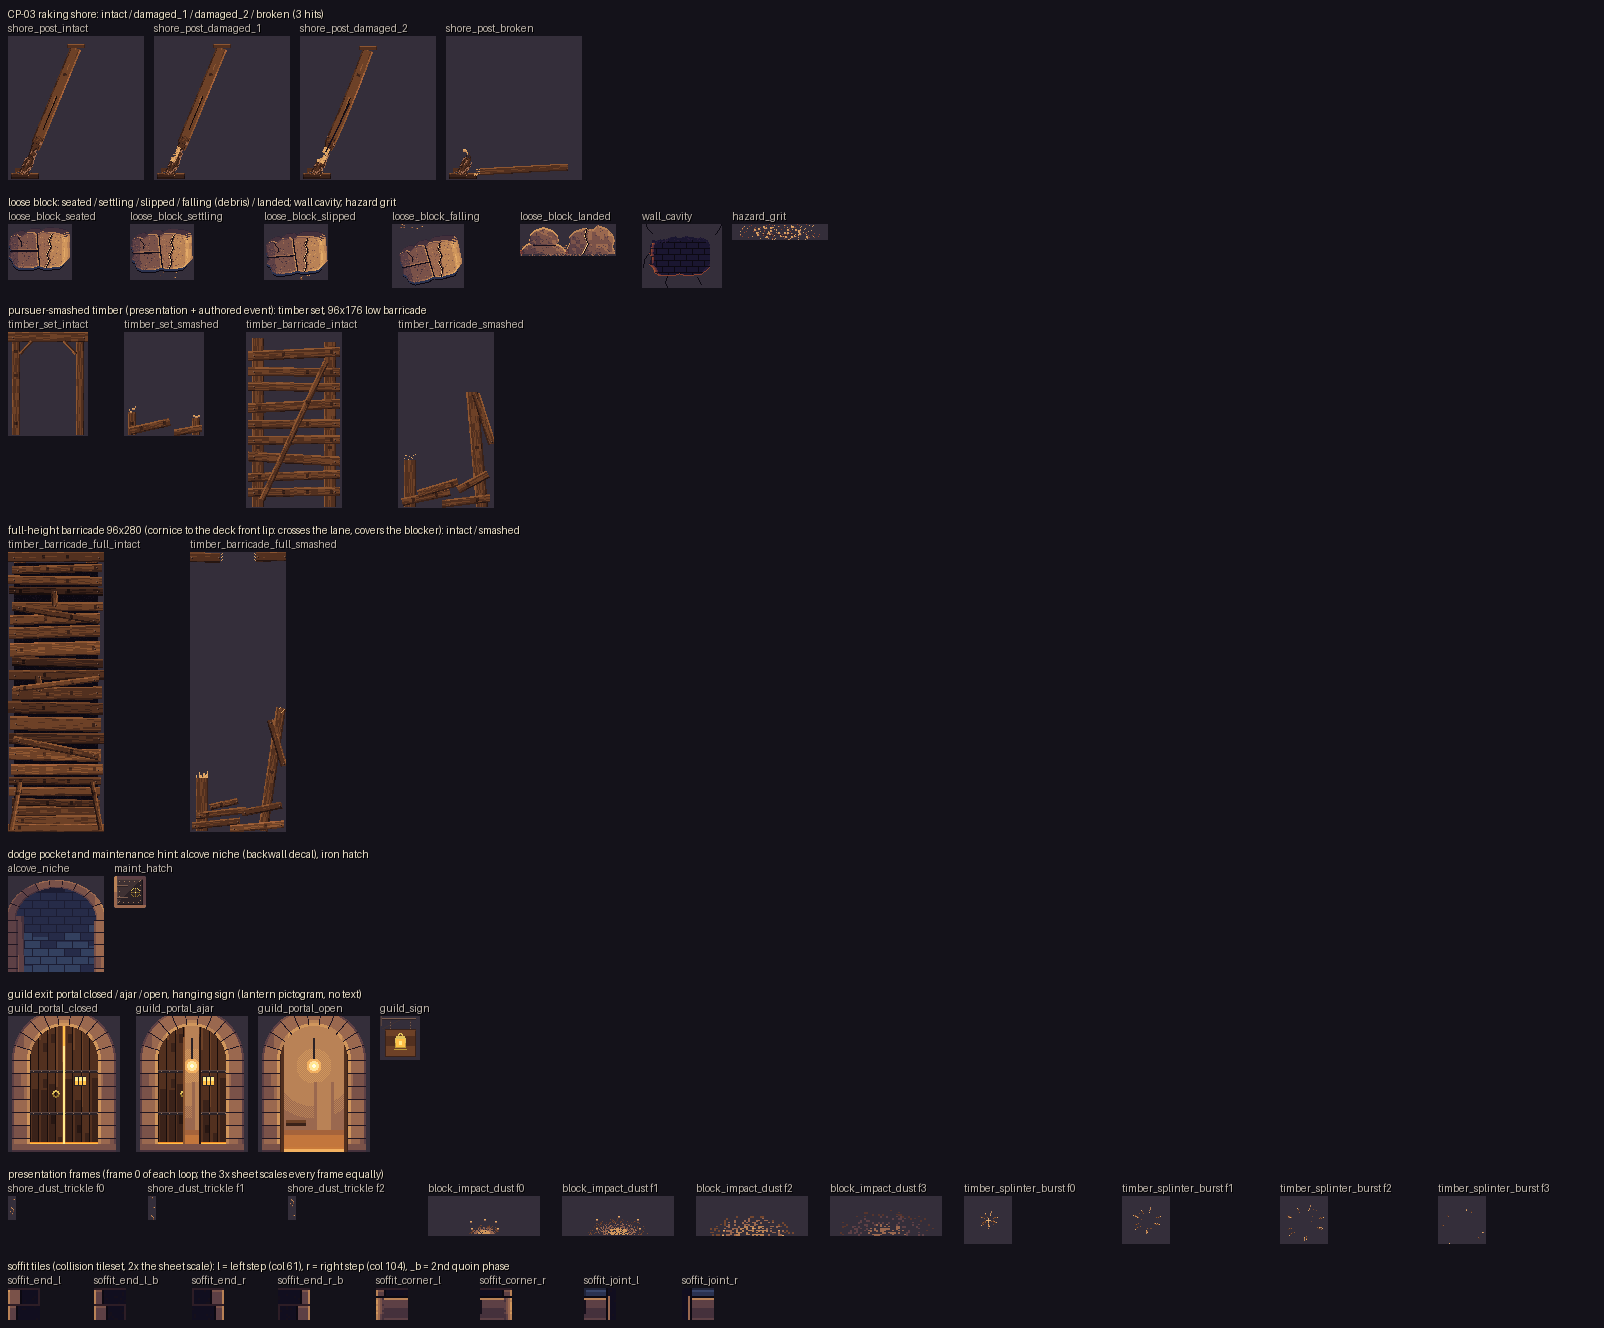 CP-03 raking shore: intact / damaged_1 / damaged_2 / broken (3 hits)
shore_post_intact shore_post_damaged_1 shore_post_damaged_2 shore_post_broken
loose block: seated / settling / slipped / falling (debris) / landed; wall cavity; hazard grit
loose_block_seated loose_block_settling loose_block_slipped loose_block_falling loose_block_landed wall_cavity hazard_grit
pursuer-smashed timber (presentation + authored event): timber set, 96x176 low barricade
timber_set_intact timber_set_smashed timber_barricade_intact timber_barricade_smashed
full-height barricade 96x280 (cornice to the deck front lip: crosses the lane, covers the blocker): intact / smashed
timber_barricade_full_intact timber_barricade_full_smashed
dodge pocket and maintenance hint: alcove niche (backwall decal), iron hatch
alcove_niche maint_hatch
guild exit: portal closed / ajar / open, hanging sign (lantern pictogram, no text)
guild_portal_closed guild_portal_ajar guild_portal_open guild_sign
presentation frames (frame 0 of each loop; the 3x sheet scales every frame equally)
shore_dust_trickle f0 shore_dust_trickle f1 shore_dust_trickle f2 block_impact_dust f0 block_impact_dust f1 block_impact_dust f2 block_impact_dust f3 timber_splinter_burst f0 timber_splinter_burst f1 timber_splinter_burst f2 timber_splinter_burst f3
soffit tiles (collision tileset, 2x the sheet scale): l = left step (col 61), r = right step (col 104), _b = 2nd quoin phase
soffit_end_l soffit_end_l_b soffit_end_r soffit_end_r_b soffit_corner_l soffit_corner_r soffit_joint_l soffit_joint_r